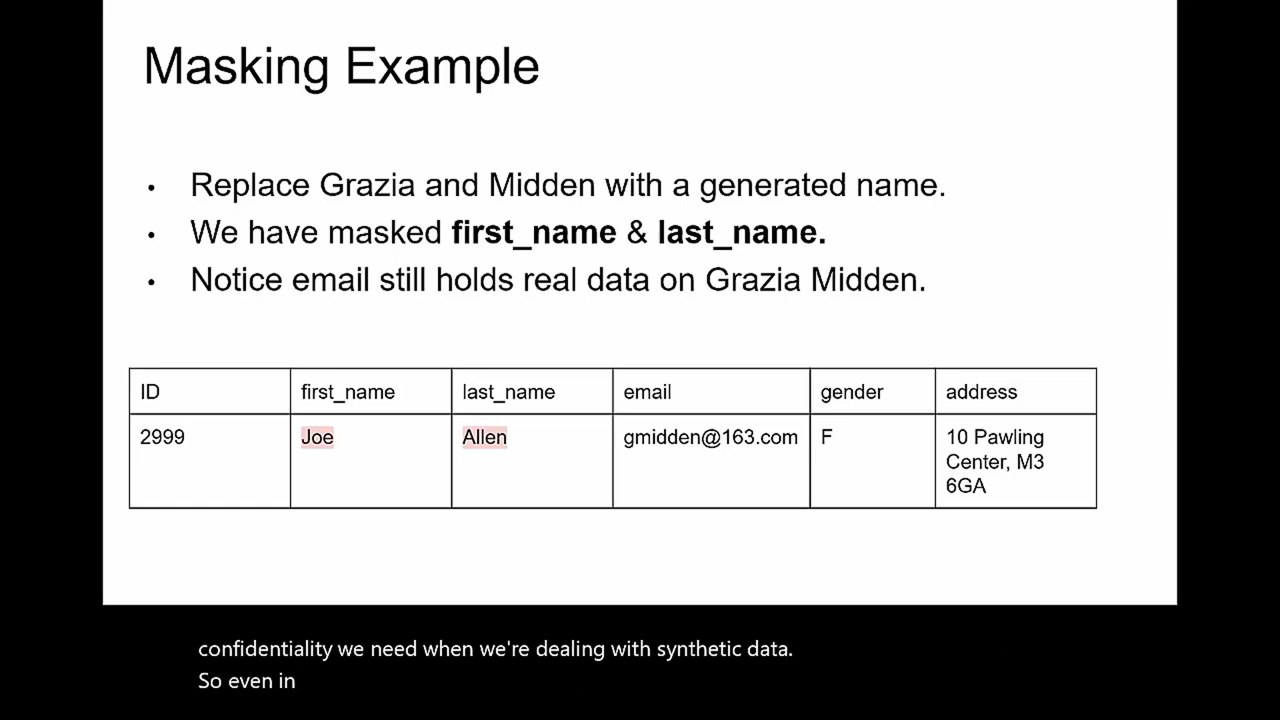 Masking Example
• Replace Grazia and Midden with a generated name.
• We have masked first_name & last_name.
• Notice email still holds real data on Grazia Midden.
ID first_name last_name email gender address
2999 Joe Allen gmidden@163.com F 10 Pawling
Center, M3
6GA
confidentiality we need when we're dealing with synthetic data.
So even in